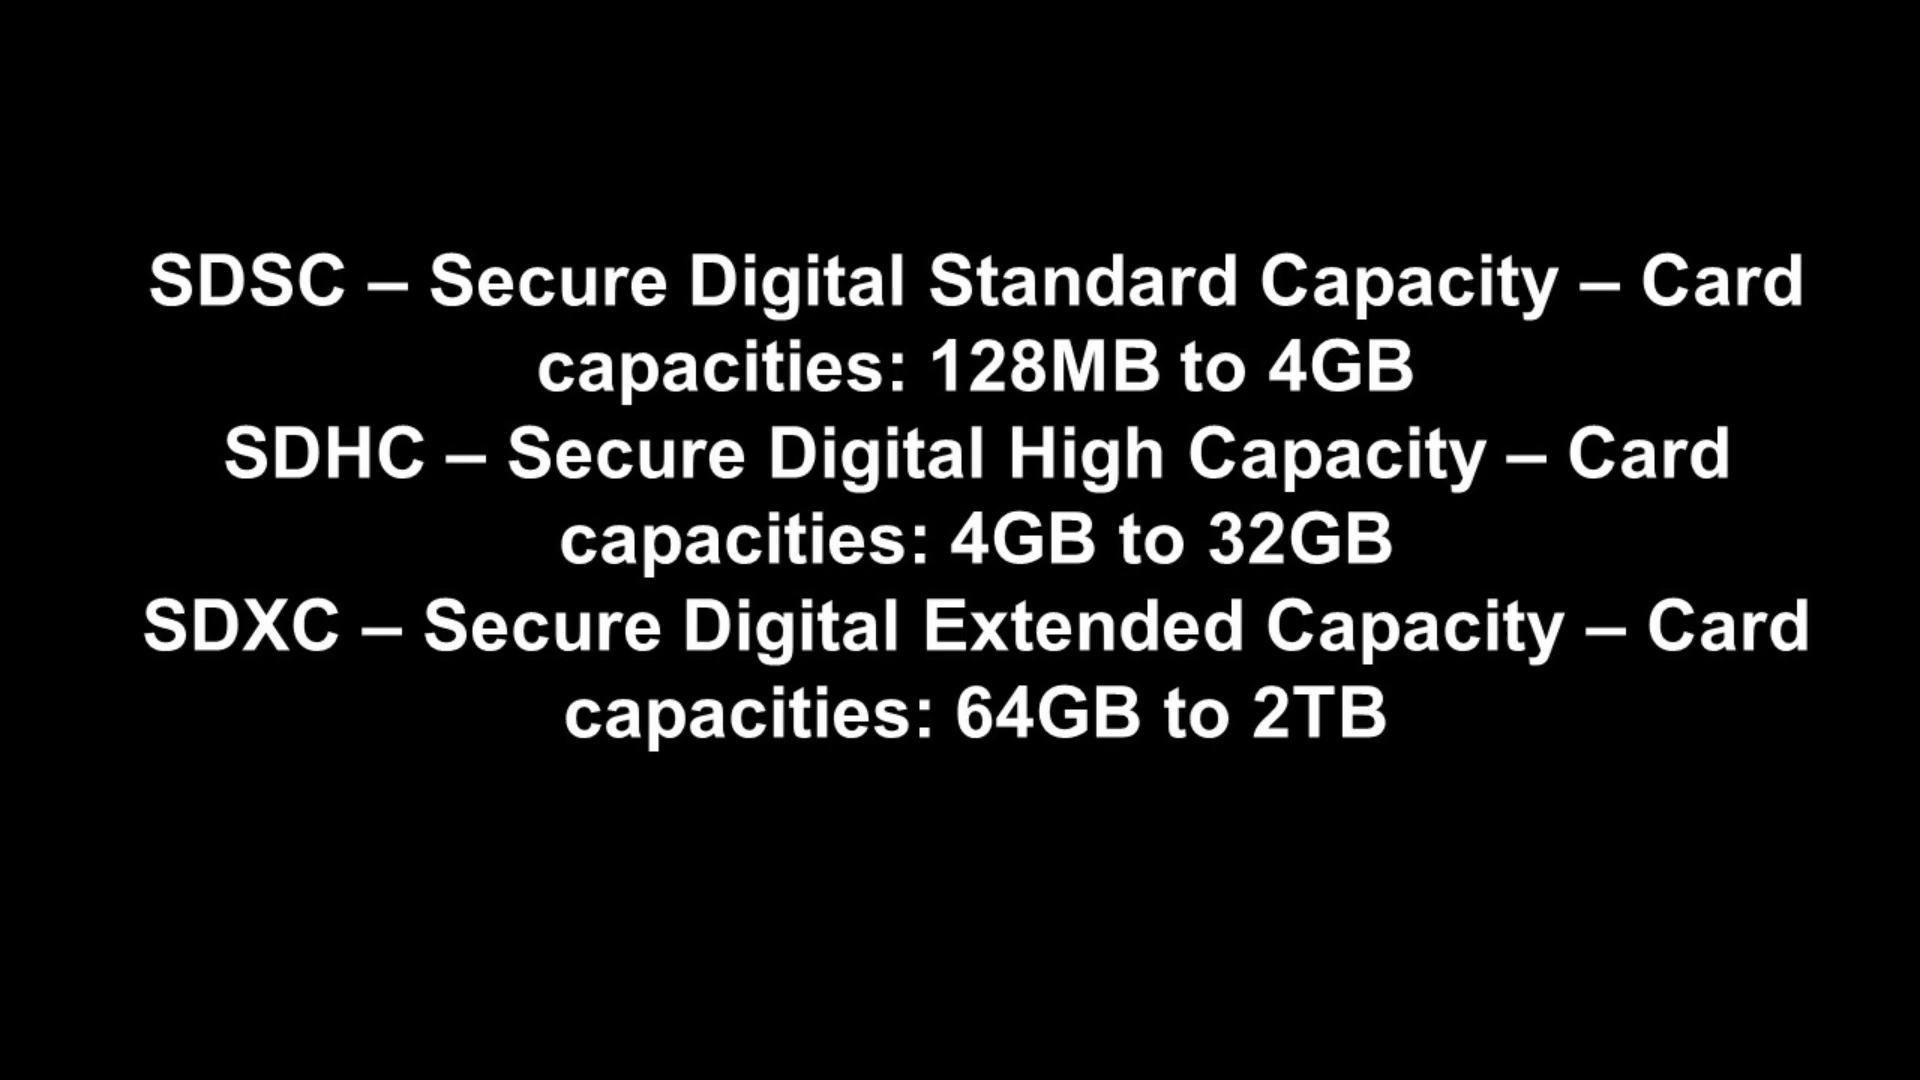 SDSC – Secure Digital Standard Capacity – Card
capacities: 128MB to 4GB
SDHC – Secure Digital High Capacity – Card
capacities: 4GB to 32GB
SDXC – Secure Digital Extended Capacity – Card
capacities: 64GB to 2TB